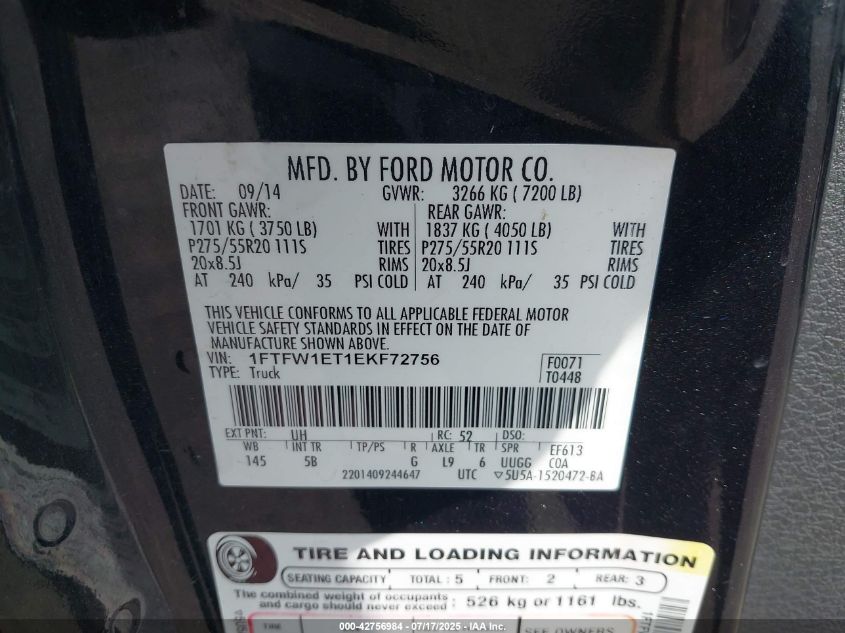 MFD. BY FORD MOTOR CO.
DATE: 09/14 GVWR: 3266 KG ( 7200 LB)
FRONT GAWR: REAR GAWR:
1701 KG ( 3750 LB) WITH 1837 KG ( 4050 LB) WITH
P275/55R20 111S TIRES P275/55R20 111S TIRES
20x8.5J RIMS 20x8.5J RIMS
AT 240 kPa/ 35 PSI COLD AT 240 kPa/ 35 PSI COLD
THIS VEHICLE CONFORMS TO ALL APPLICABLE FEDERAL MOTOR
VEHICLE SAFETY STANDARDS IN EFFECT ON THE DATE OF
MANUFACTURE SHOWN ABOVE.
VIN: 1FTFW1ET1EKF72756 F0071
TYPE: Truck T0448
EXT PNT: UH RC: 52 DSO:
WB INT TR TP/PS R AXLE TR SPR EF613
145 5B G L9 6 UUGG COA
2201409244647 UTC ▽5U5A-1520472-BA
TIRE AND LOADING INFORMATION
SEATING CAPACITY TOTAL : 5 FRONT: 2 REAR: 3
The combined weight of occupants and cargo should never exceed : 526 kg or 1161 lbs.
TIRE SEE OWNERS
000-42756984 - 07/17/2025 - IAA Inc.